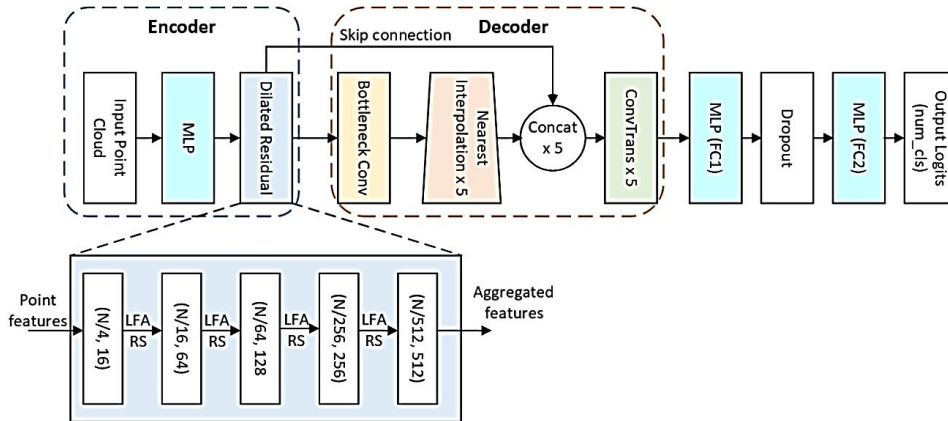 Encoder
Decoder
Skip connection
Input Point
Cloud
MLP
Dilated Residual
Bottleneck Conv
Nearest
Interpolation x 5
Concat
x 5
ConvTrans x 5
MLP (FC1)
Dropout
MLP (FC2)
Output Logits
(num_cls)
Point
features
(N/4, 16)
LFA
RS
(N/16, 64)
LFA
RS
(N/64, 128
LFA
RS
(N/256, 256)
LFA
RS
(N/512, 512)
Aggregated
features